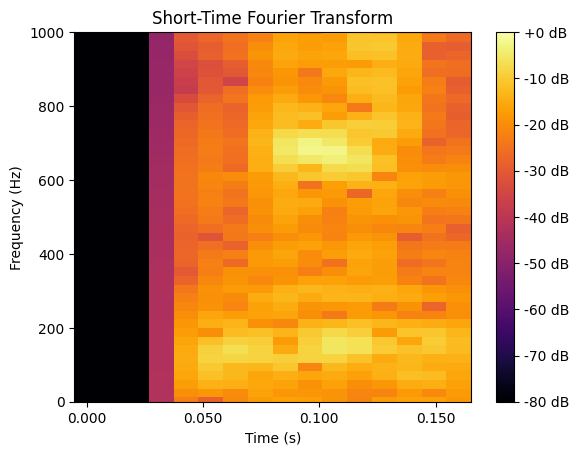 Short-Time Fourier Transform
1000
800
600
400
200
0
Frequency (Hz)
0.000
0.050
0.100
0.150
Time (s)
+0 dB
-10 dB
-20 dB
-30 dB
-40 dB
-50 dB
-60 dB
-70 dB
-80 dB